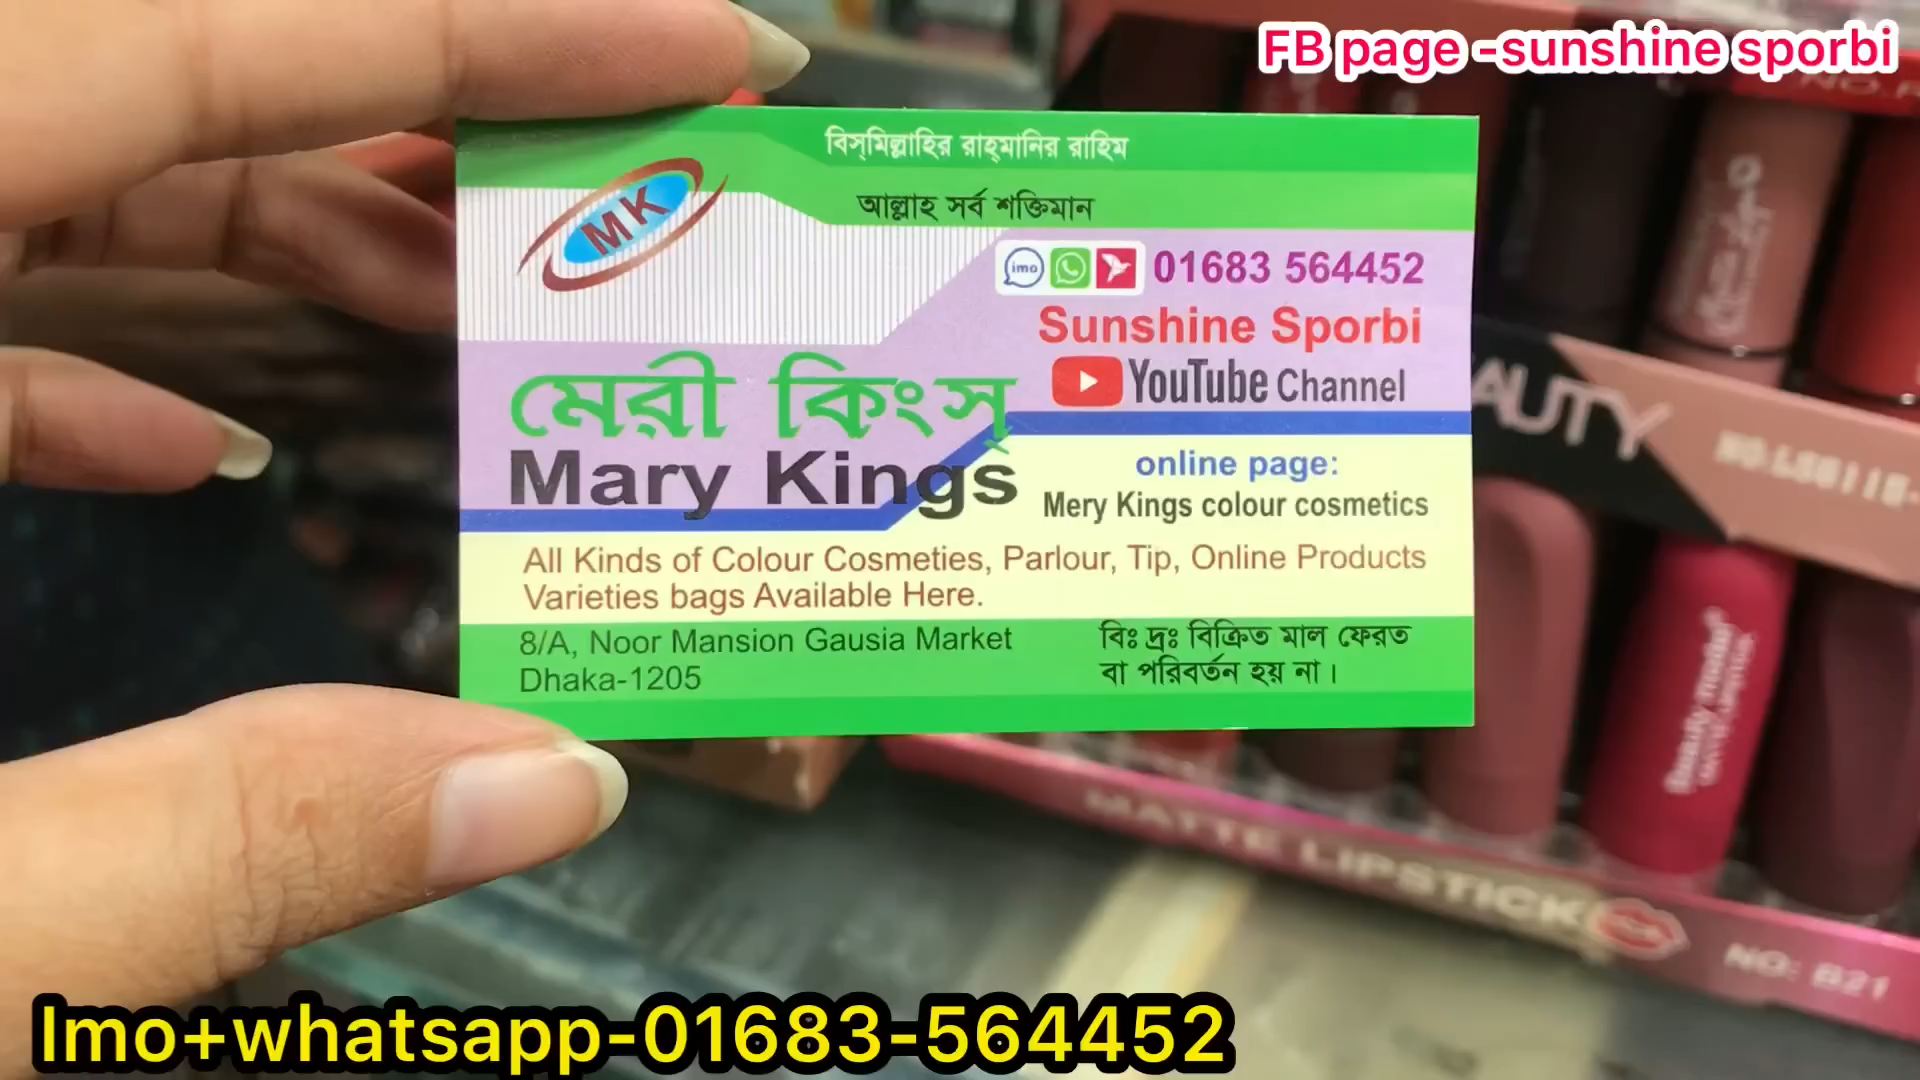 FB page -sunshine sporbi
বিস্‌মিল্লাহির রাহ্‌মানির রাহিম
আল্লাহ সর্ব শক্তিমান
MK
imo 01683 564452
Sunshine Sporbi
YouTube Channel
মেরী কিংস্
Mary Kings
online page:
Mery Kings colour cosmetics
All Kinds of Colour Cosmeties, Parlour, Tip, Online Products
Varieties bags Available Here.
8/A, Noor Mansion Gausia Market
Dhaka-1205
বিঃ দ্রঃ বিক্রিত মাল ফেরত
বা পরিবর্তন হয় না।
AUTY
MATTE LIPSTICK
NO: B21
Imo+whatsapp-01683-564452